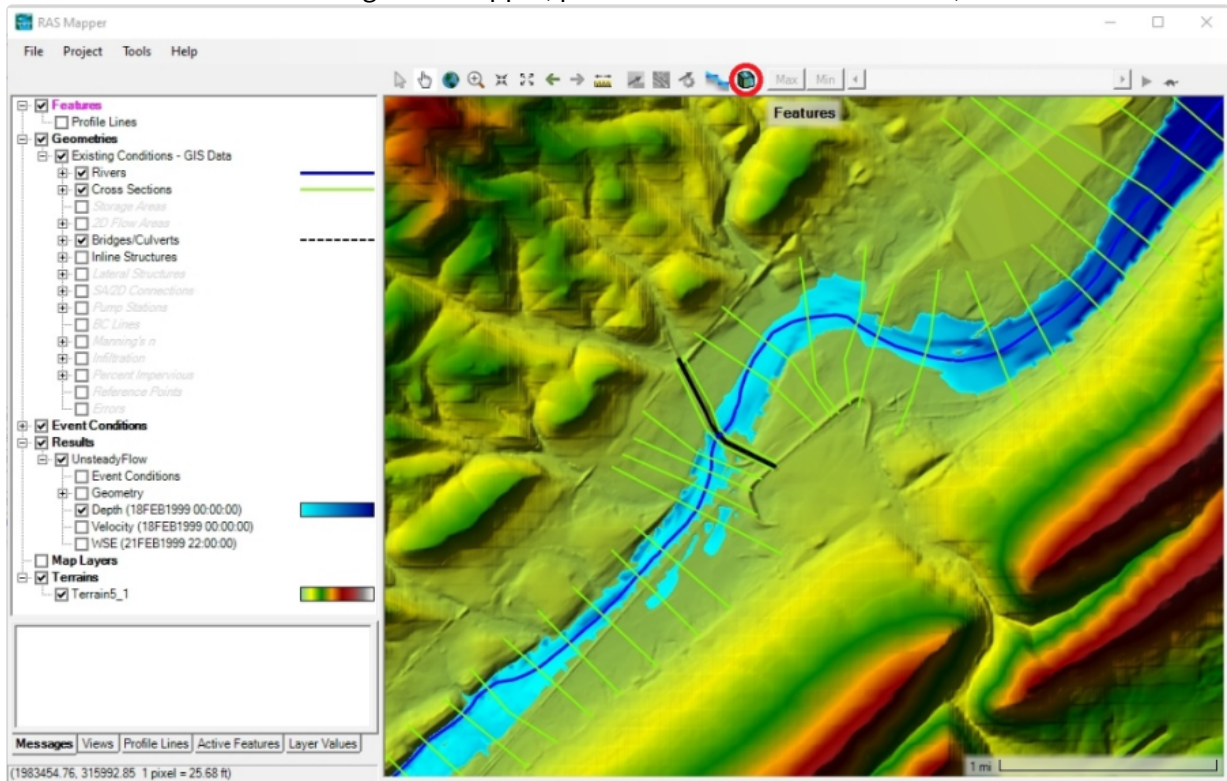 RAS Mapper
File Project Tools Help
Max Min
Features
Profile Lines
Geometries
Existing Conditions - GIS Data
Rivers
Cross Sections
Storage Areas
2D Flow Areas
Bridges/Culverts
Inline Structures
Lateral Structures
SA/2D Connections
Pump Stations
BC Lines
Manning's n
Infiltration
Percent Impervious
Reference Points
Errors
Event Conditions
Results
UnsteadyFlow
Event Conditions
Geometry
Depth (18FEB1999 00:00:00)
Velocity (18FEB1999 00:00:00)
WSE (21FEB1999 22:00:00)
Map Layers
Terrains
Terrain5_1
Features
1 mi
Messages Views Profile Lines Active Features Layer Values
(1983454.76, 315992.85 1 pixel = 25.68 ft)